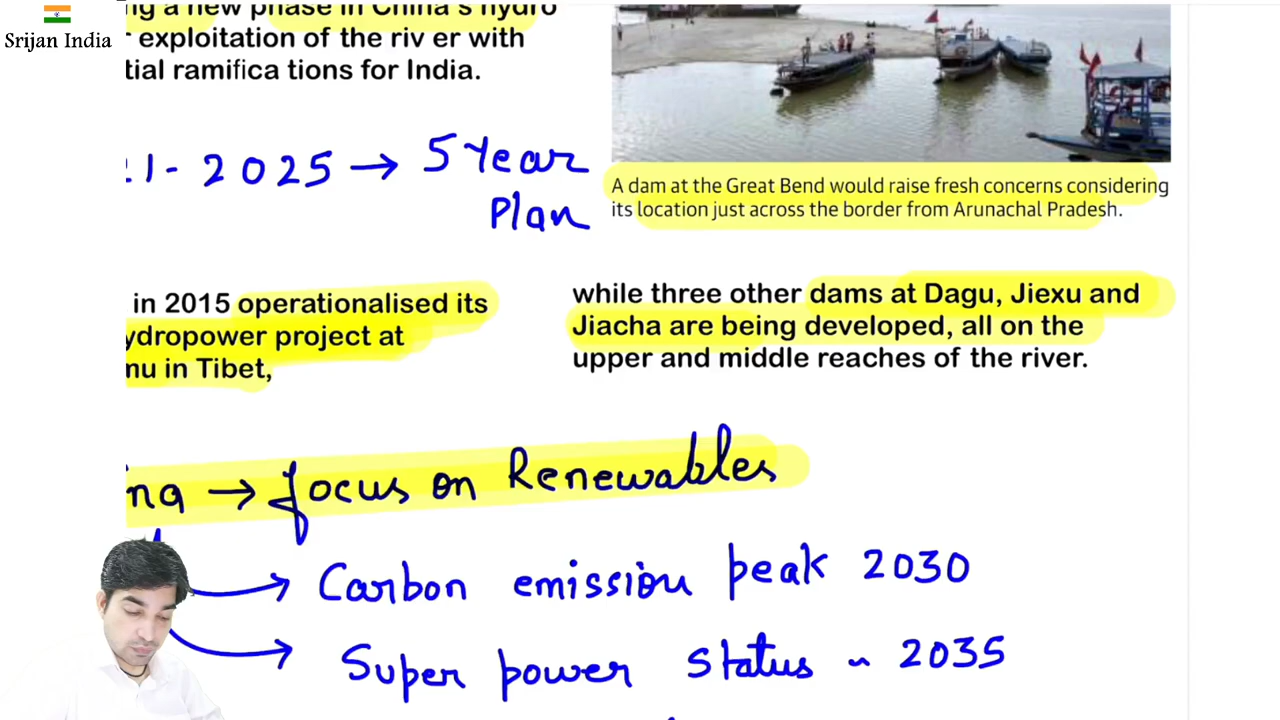 Srijan India
ng a new phase in China's hydro
r exploitation of the riv er with
tial ramifica tions for India.
21- 2025 → 5 Year
Plan
A dam at the Great Bend would raise fresh concerns considering
its location just across the border from Arunachal Pradesh.
in 2015 operationalised its
ydropower project at
mu in Tibet,
while three other dams at Dagu, Jiexu and
Jiacha are being developed, all on the
upper and middle reaches of the river.
ina → focus on Renewables
→ Carbon emission peak 2030
→ Super power status ~ 2035